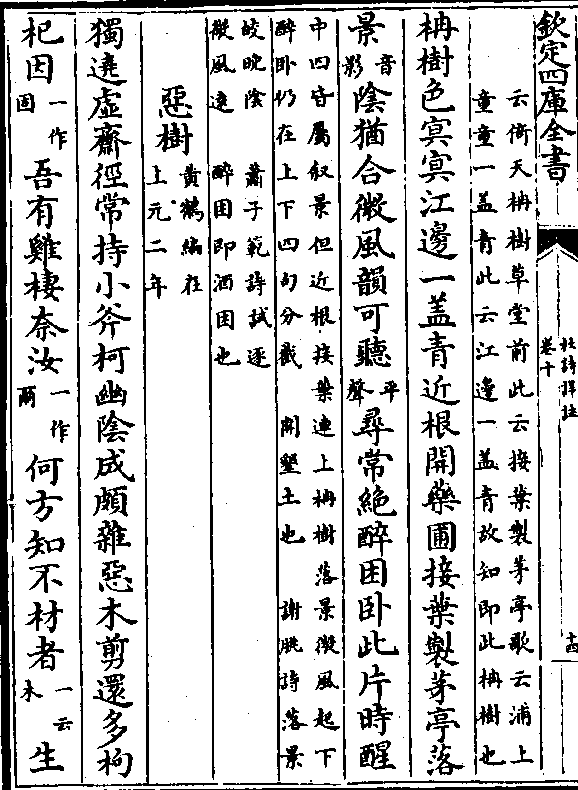 欽定四庫全書
杜詩詳註
卷十
十四
云倚天柟樹草堂前此云接葉製茅亭歌云浦上
童童一盖青此云江邊一盖青故知即此柟樹也
柟樹色冥冥江邊一盖青近根開藥圃接葉製茅亭落
景音影陰猶合微風韻可聽平聲尋常絶醉困卧此片時醒
中四皆屬叙景但近根接葉連上柟樹落景微風起下
醉卧仍在上下四句分截 開墾土也 謝朓詩落景
皎晚陰 蕭子範詩試逐
微風遠 醉困即酒困也
惡樹黄鶴編在上元二年
獨遶虚齋徑常持小斧柯幽陰成頗雜惡木剪還多枸
杞因一作固吾有雞棲奈汝一作爾何方知不材者一云木生